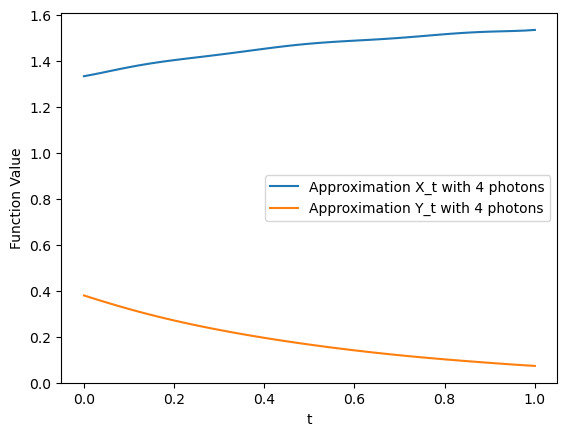 1.6
1.4
1.2
1.0
0.8
0.6
0.4
0.2
0.0
Function Value
Approximation X_t with 4 photons
Approximation Y_t with 4 photons
0.0 0.2 0.4 0.6 0.8 1.0
t